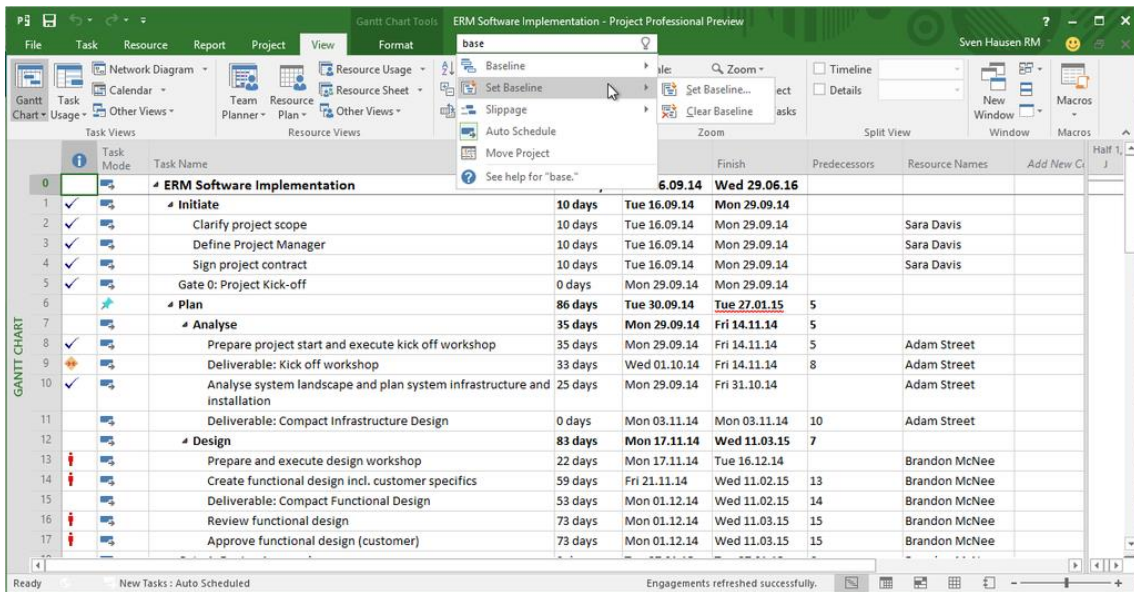 Gantt Chart Tools ERM Software Implementation - Project Professional Preview ?
File Task Resource Report Project View Format base Sven Hausen RM
Gantt Chart Task Usage Network Diagram Calendar Other Views Task Views
Team Planner Resource Plan Resource Usage Resource Sheet Other Views Resource Views
Baseline
Set Baseline
Slippage
Auto Schedule
Move Project
See help for "base."
Set Baseline...
Clear Baseline
Zoom
Zoom
Timeline
Details
Split View
New Window
Window
Macros
Macros
Task Mode Task Name Finish Predecessors Resource Names Half 1, J
0 ERM Software Implementation 6.09.14 Wed 29.06.16
1 Initiate 10 days Tue 16.09.14 Mon 29.09.14
2 Clarify project scope 10 days Tue 16.09.14 Mon 29.09.14 Sara Davis
3 Define Project Manager 10 days Tue 16.09.14 Mon 29.09.14 Sara Davis
4 Sign project contract 10 days Tue 16.09.14 Mon 29.09.14 Sara Davis
5 Gate 0: Project Kick-off 0 days Mon 29.09.14 Mon 29.09.14
6 Plan 86 days Tue 30.09.14 Tue 27.01.15 5
7 Analyse 35 days Mon 29.09.14 Fri 14.11.14 5
8 Prepare project start and execute kick off workshop 35 days Mon 29.09.14 Fri 14.11.14 5 Adam Street
9 Deliverable: Kick off workshop 33 days Wed 01.10.14 Fri 14.11.14 8 Adam Street
10 Analyse system landscape and plan system infrastructure and 25 days Mon 29.09.14 Fri 31.10.14 Adam Street
installation
11 Deliverable: Compact Infrastructure Design 0 days Mon 03.11.14 Mon 03.11.14 10 Adam Street
12 Design 83 days Mon 17.11.14 Wed 11.03.15 7
13 Prepare and execute design workshop 22 days Mon 17.11.14 Tue 16.12.14 Brandon McNee
14 Create functional design incl. customer specifics 59 days Fri 21.11.14 Wed 11.02.15 13 Brandon McNee
15 Deliverable: Compact Functional Design 53 days Mon 01.12.14 Wed 11.02.15 14 Brandon McNee
16 Review functional design 73 days Mon 01.12.14 Wed 11.03.15 15 Brandon McNee
17 Approve functional design (customer) 73 days Mon 01.12.14 Wed 11.03.15 15 Brandon McNee
GANTT CHART
Ready New Tasks : Auto Scheduled Engagements refreshed successfully.